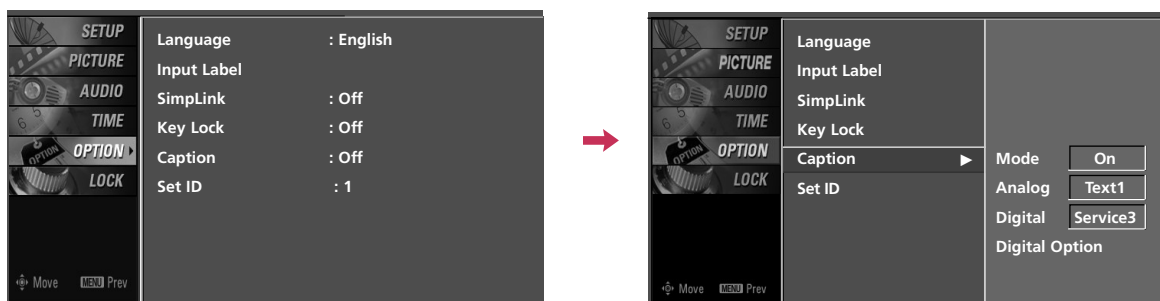 SETUP
PICTURE
AUDIO
TIME
OPTION
LOCK
Move MENU Prev
Language : English
Input Label
SimpLink : Off
Key Lock : Off
Caption : Off
Set ID : 1
SETUP
PICTURE
AUDIO
TIME
OPTION
LOCK
Move MENU Prev
Language
Input Label
SimpLink
Key Lock
Caption ▶
Set ID
Mode On
Analog Text1
Digital Service3
Digital Option